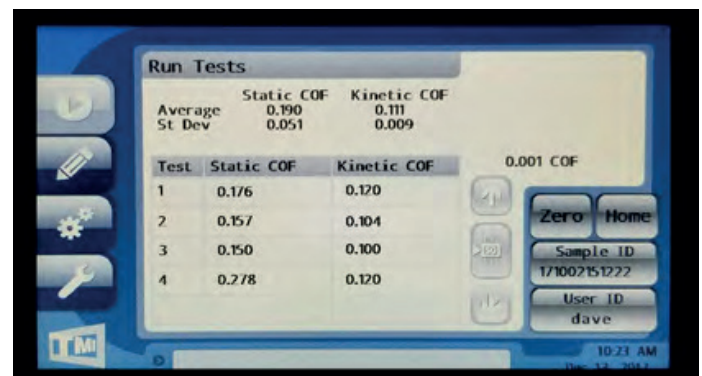 Run Tests
Static COF Kinetic COF
Average 0.190 0.111
St Dev 0.051 0.009
Test Static COF Kinetic COF
1 0.176 0.120
2 0.157 0.104
3 0.150 0.100
4 0.278 0.120
0.001 COF
Zero Home
Sample ID
171002151222
User ID
dave
TMI
10:23 AM